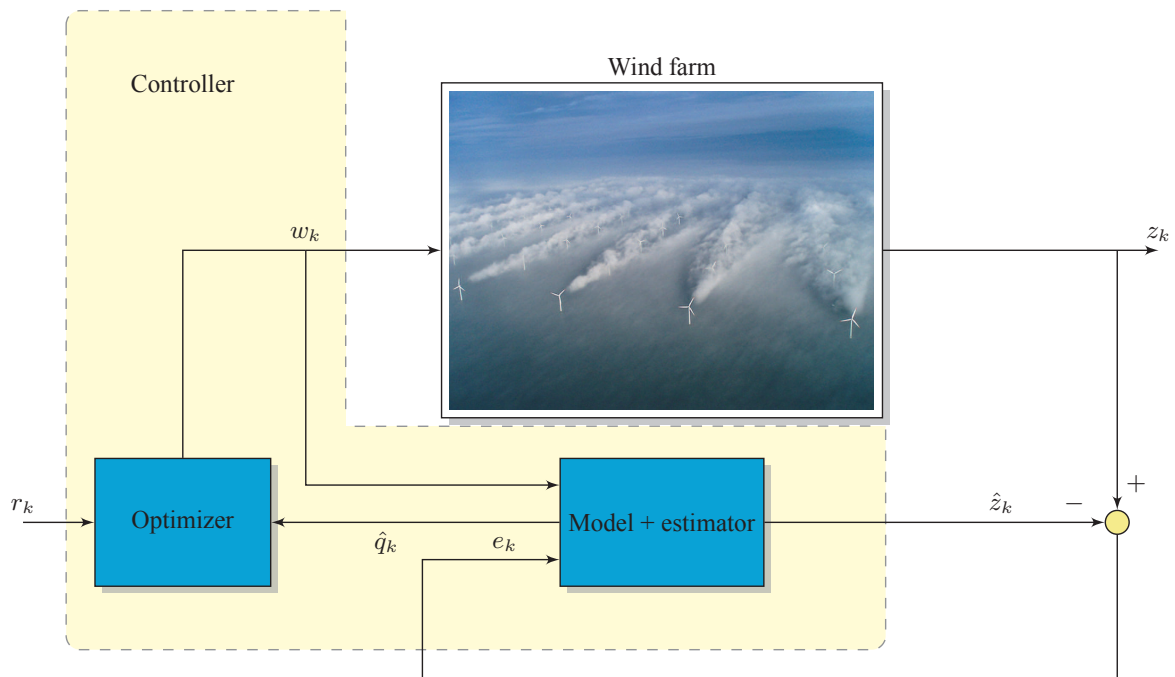 Wind farm
Controller
w_k
z_k
r_k
Optimizer
Model + estimator
ẑ_k
−
+
q̂_k
e_k